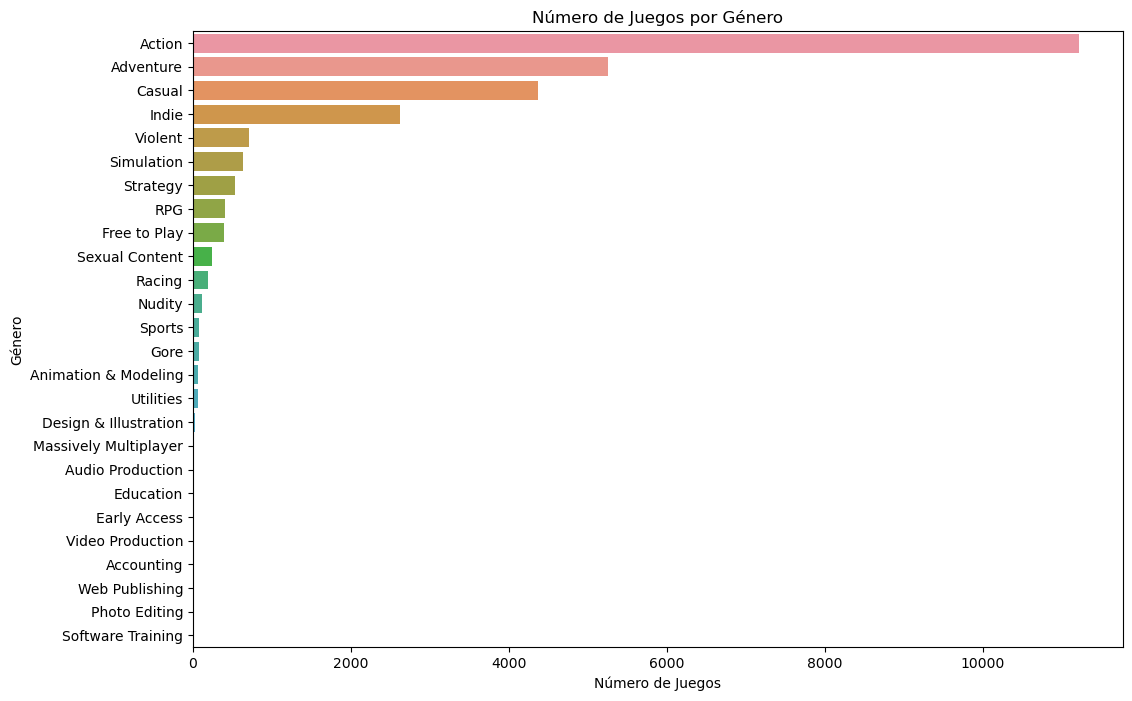 Número de Juegos por Género
Action
Adventure
Casual
Indie
Violent
Simulation
Strategy
RPG
Free to Play
Sexual Content
Racing
Nudity
Sports
Gore
Animation & Modeling
Utilities
Design & Illustration
Massively Multiplayer
Audio Production
Education
Early Access
Video Production
Accounting
Web Publishing
Photo Editing
Software Training
Género
0 2000 4000 6000 8000 10000
Número de Juegos